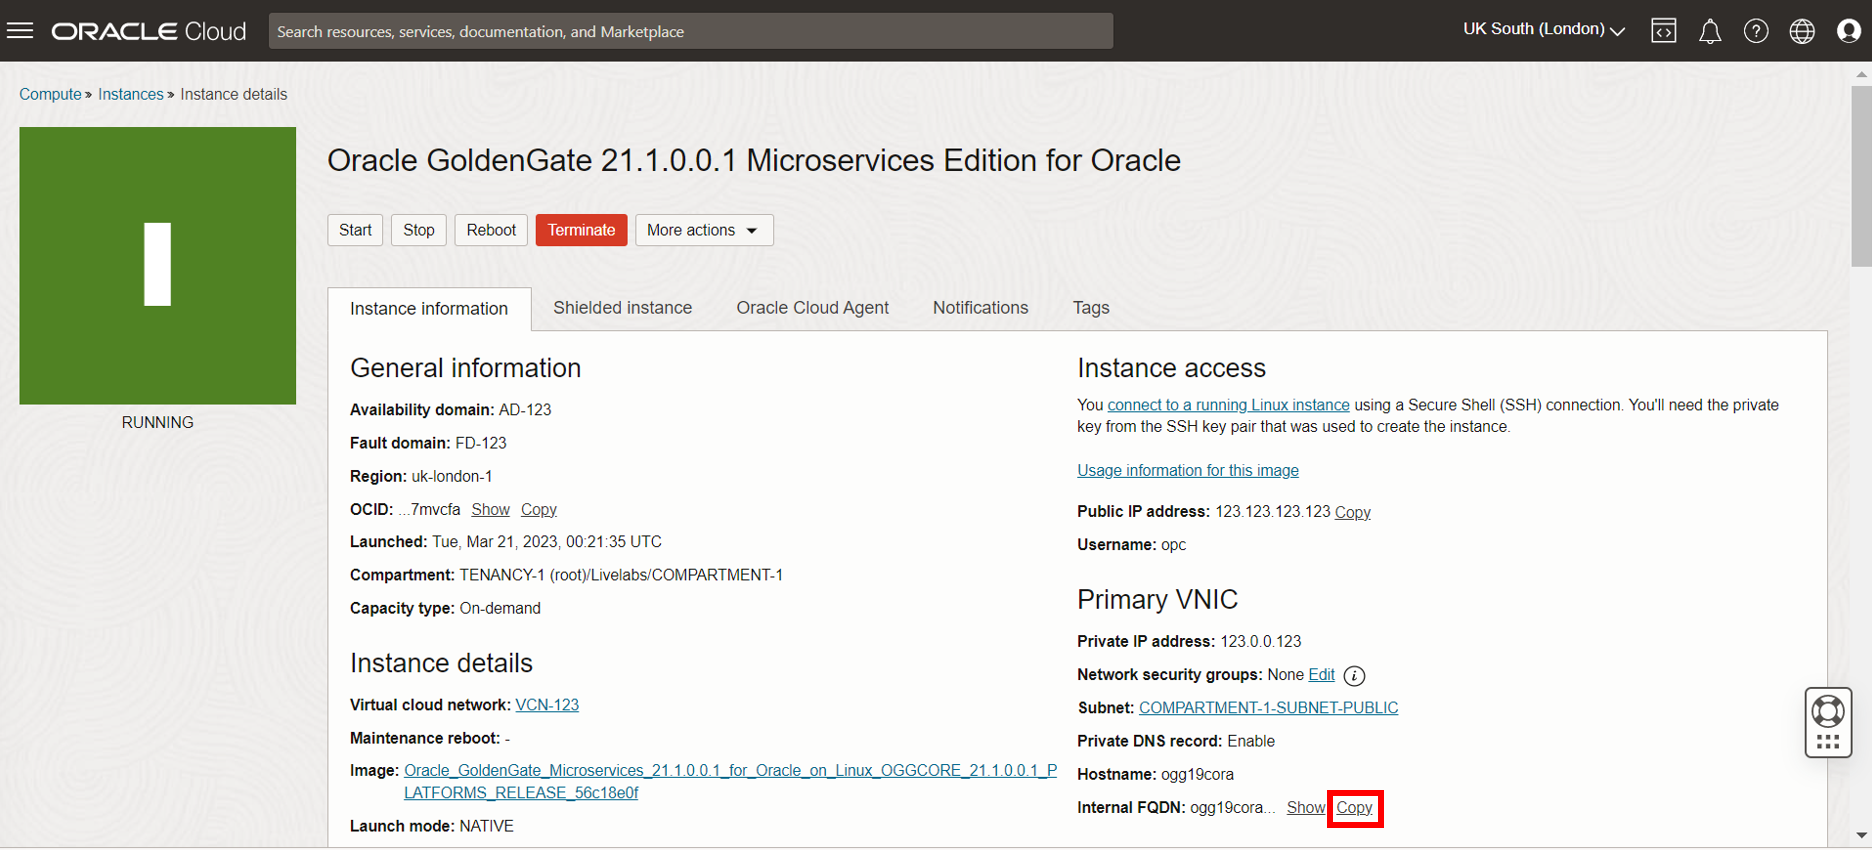 ORACLE Cloud
Search resources, services, documentation, and Marketplace
UK South (London)
Compute » Instances » Instance details
RUNNING
Oracle GoldenGate 21.1.0.0.1 Microservices Edition for Oracle
Start Stop Reboot Terminate More actions
Instance information Shielded instance Oracle Cloud Agent Notifications Tags
General information
Availability domain: AD-123
Fault domain: FD-123
Region: uk-london-1
OCID: ...7mvcfa Show Copy
Launched: Tue, Mar 21, 2023, 00:21:35 UTC
Compartment: TENANCY-1 (root)/Livelabs/COMPARTMENT-1
Capacity type: On-demand
Instance details
Virtual cloud network: VCN-123
Maintenance reboot: -
Image: Oracle_GoldenGate_Microservices_21.1.0.0.1_for_Oracle_on_Linux_OGGCORE_21.1.0.0.1_P
LATFORMS_RELEASE_56c18e0f
Launch mode: NATIVE
Instance access
You connect to a running Linux instance using a Secure Shell (SSH) connection. You'll need the private
key from the SSH key pair that was used to create the instance.
Usage information for this image
Public IP address: 123.123.123.123 Copy
Username: opc
Primary VNIC
Private IP address: 123.0.0.123
Network security groups: None Edit
Subnet: COMPARTMENT-1-SUBNET-PUBLIC
Private DNS record: Enable
Hostname: ogg19cora
Internal FQDN: ogg19cora... Show Copy